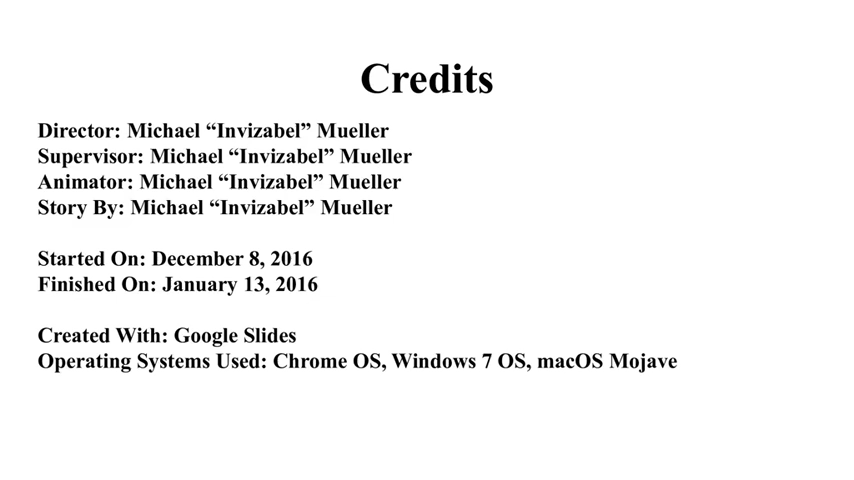 Credits
Director: Michael “Invizabel” Mueller
Supervisor: Michael “Invizabel” Mueller
Animator: Michael “Invizabel” Mueller
Story By: Michael “Invizabel” Mueller
Started On: December 8, 2016
Finished On: January 13, 2016
Created With: Google Slides
Operating Systems Used: Chrome OS, Windows 7 OS, macOS Mojave